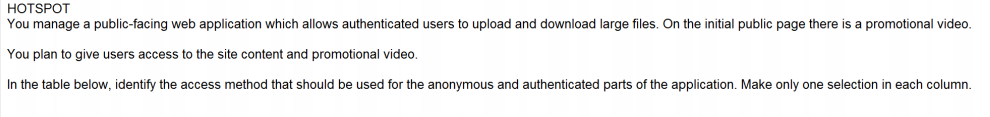 HOTSPOT
You manage a public-facing web application which allows authenticated users to upload and download large files. On the initial public page there is a promotional video.
You plan to give users access to the site content and promotional video.
In the table below, identify the access method that should be used for the anonymous and authenticated parts of the application. Make only one selection in each column.